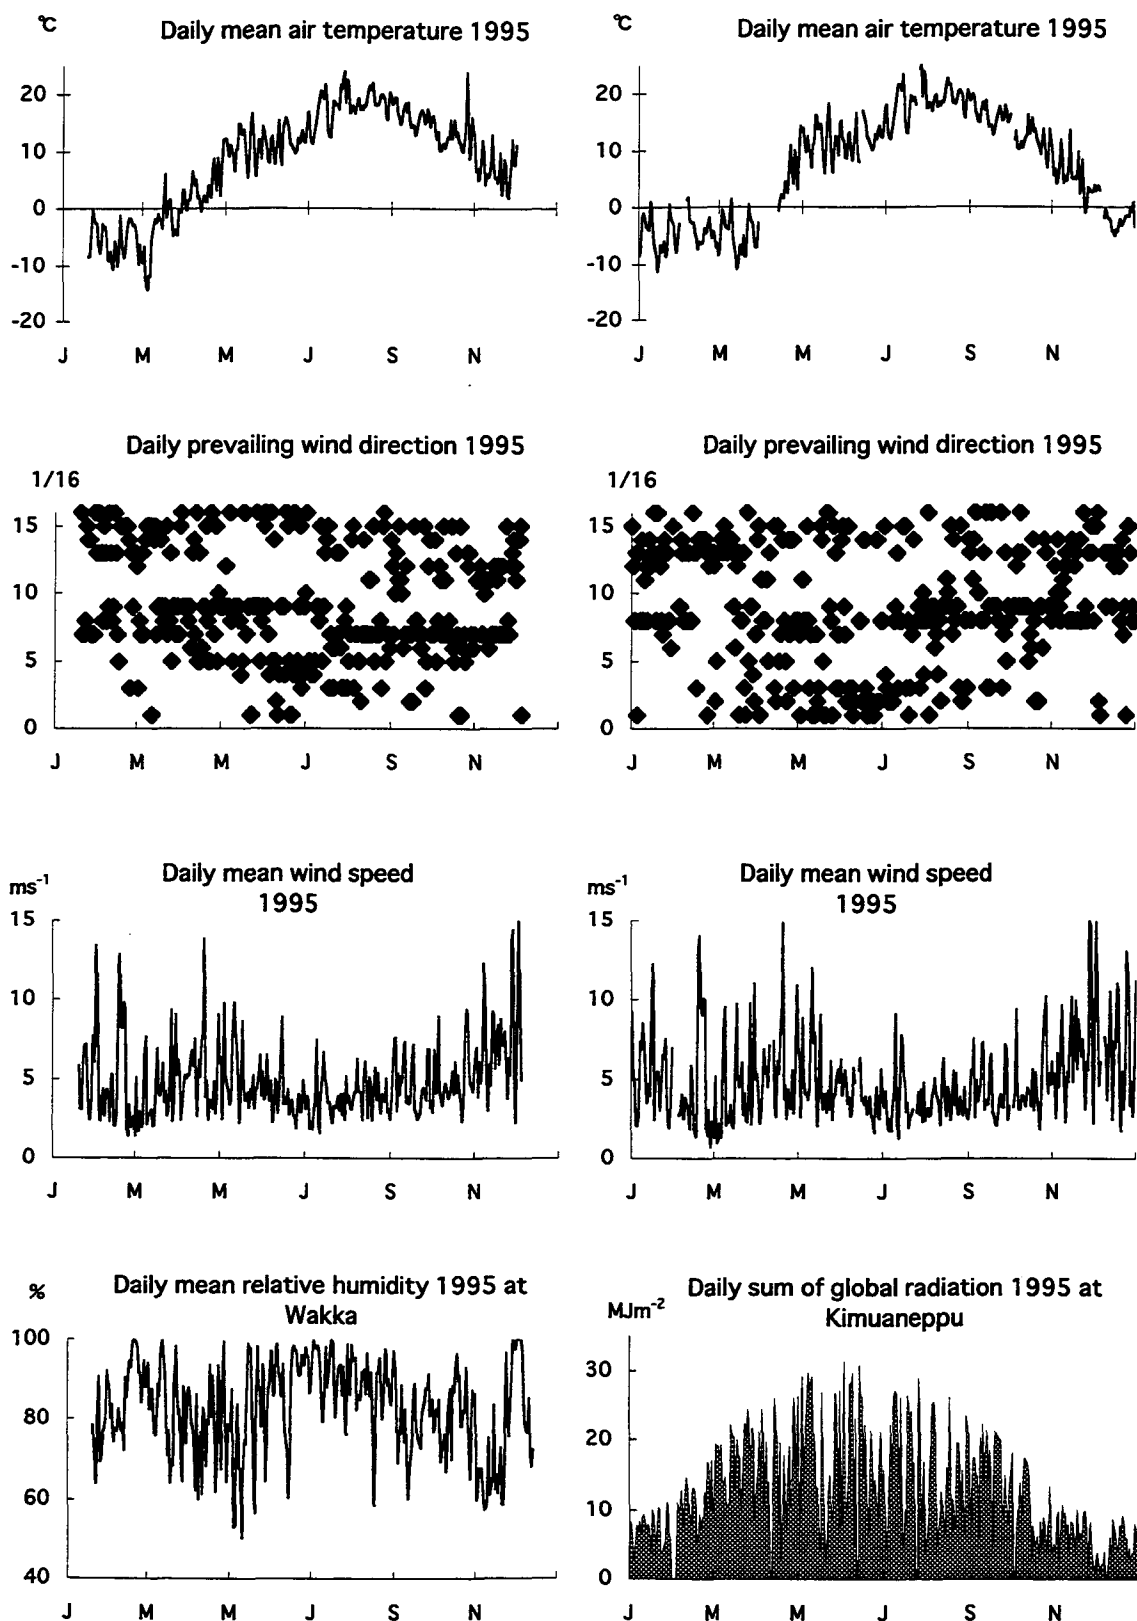 °C Daily mean air temperature 1995
20
10
0
-10
-20
J M M J S N
°C Daily mean air temperature 1995
20
10
0
-10
-20
J M M J S N
Daily prevailing wind direction 1995
1/16
15
10
5
0
J M M J S N
Daily prevailing wind direction 1995
1/16
15
10
5
0
J M M J S N
Daily mean wind speed
ms⁻¹
1995
15
10
5
0
J M M J S N
Daily mean wind speed
ms⁻¹
1995
15
10
5
0
J M M J S N
% Daily mean relative humidity 1995 at
Wakka
100
80
60
40
J M M J S N
Daily sum of global radiation 1995 at
MJm⁻² Kimuaneppu
30
20
10
0
J M M J S N